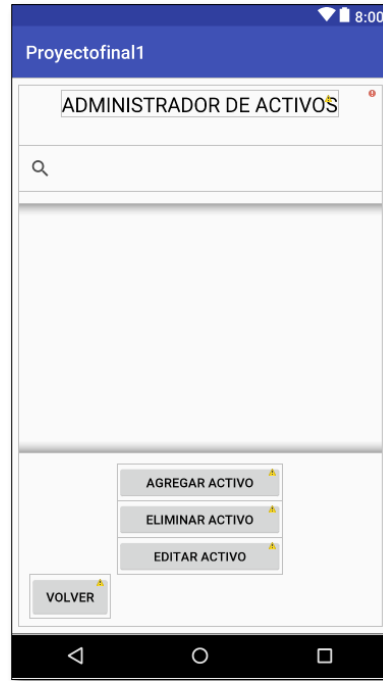 8:00
Proyectofinal1
ADMINISTRADOR DE ACTIVOS
AGREGAR ACTIVO
ELIMINAR ACTIVO
EDITAR ACTIVO
VOLVER